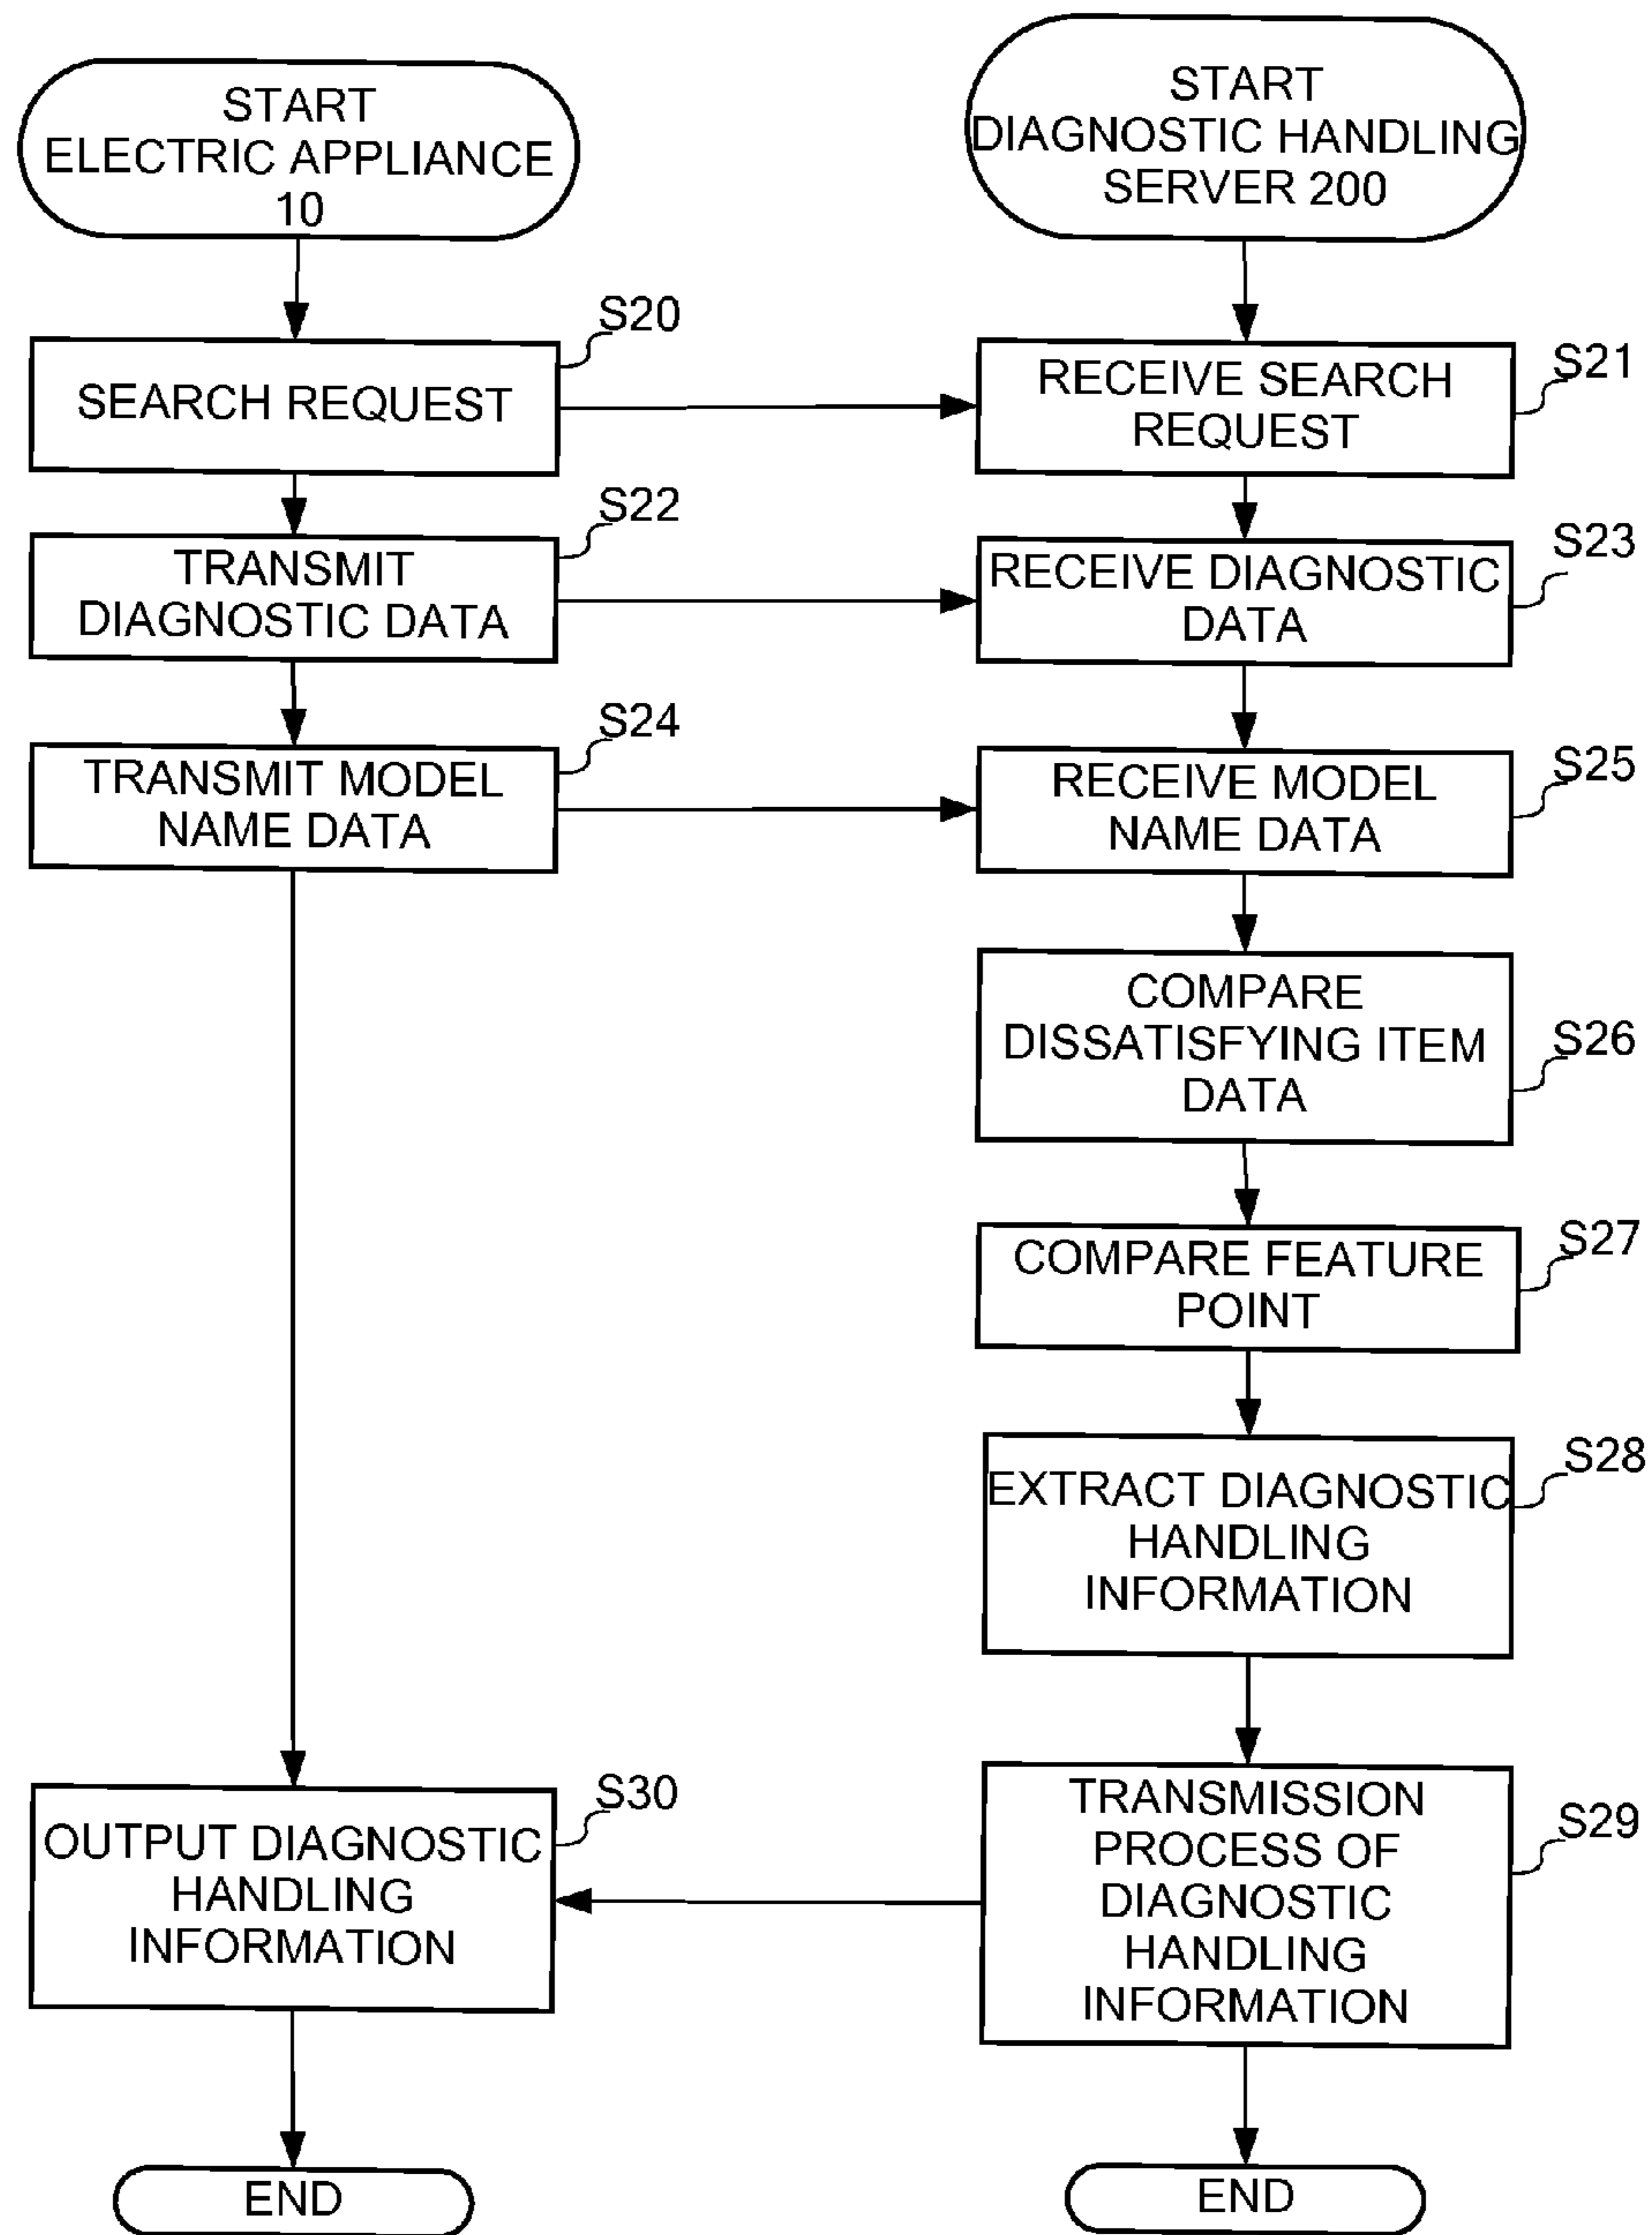 START
ELECTRIC APPLIANCE
10
START
DIAGNOSTIC HANDLING
SERVER 200
S20
SEARCH REQUEST
S21
RECEIVE SEARCH
REQUEST
S22
TRANSMIT
DIAGNOSTIC DATA
S23
RECEIVE DIAGNOSTIC
DATA
S24
TRANSMIT MODEL
NAME DATA
S25
RECEIVE MODEL
NAME DATA
S26
COMPARE
DISSATISFYING ITEM
DATA
S27
COMPARE FEATURE
POINT
S28
EXTRACT DIAGNOSTIC
HANDLING
INFORMATION
S29
TRANSMISSION
PROCESS OF
DIAGNOSTIC
HANDLING
INFORMATION
S30
OUTPUT DIAGNOSTIC
HANDLING
INFORMATION
END
END